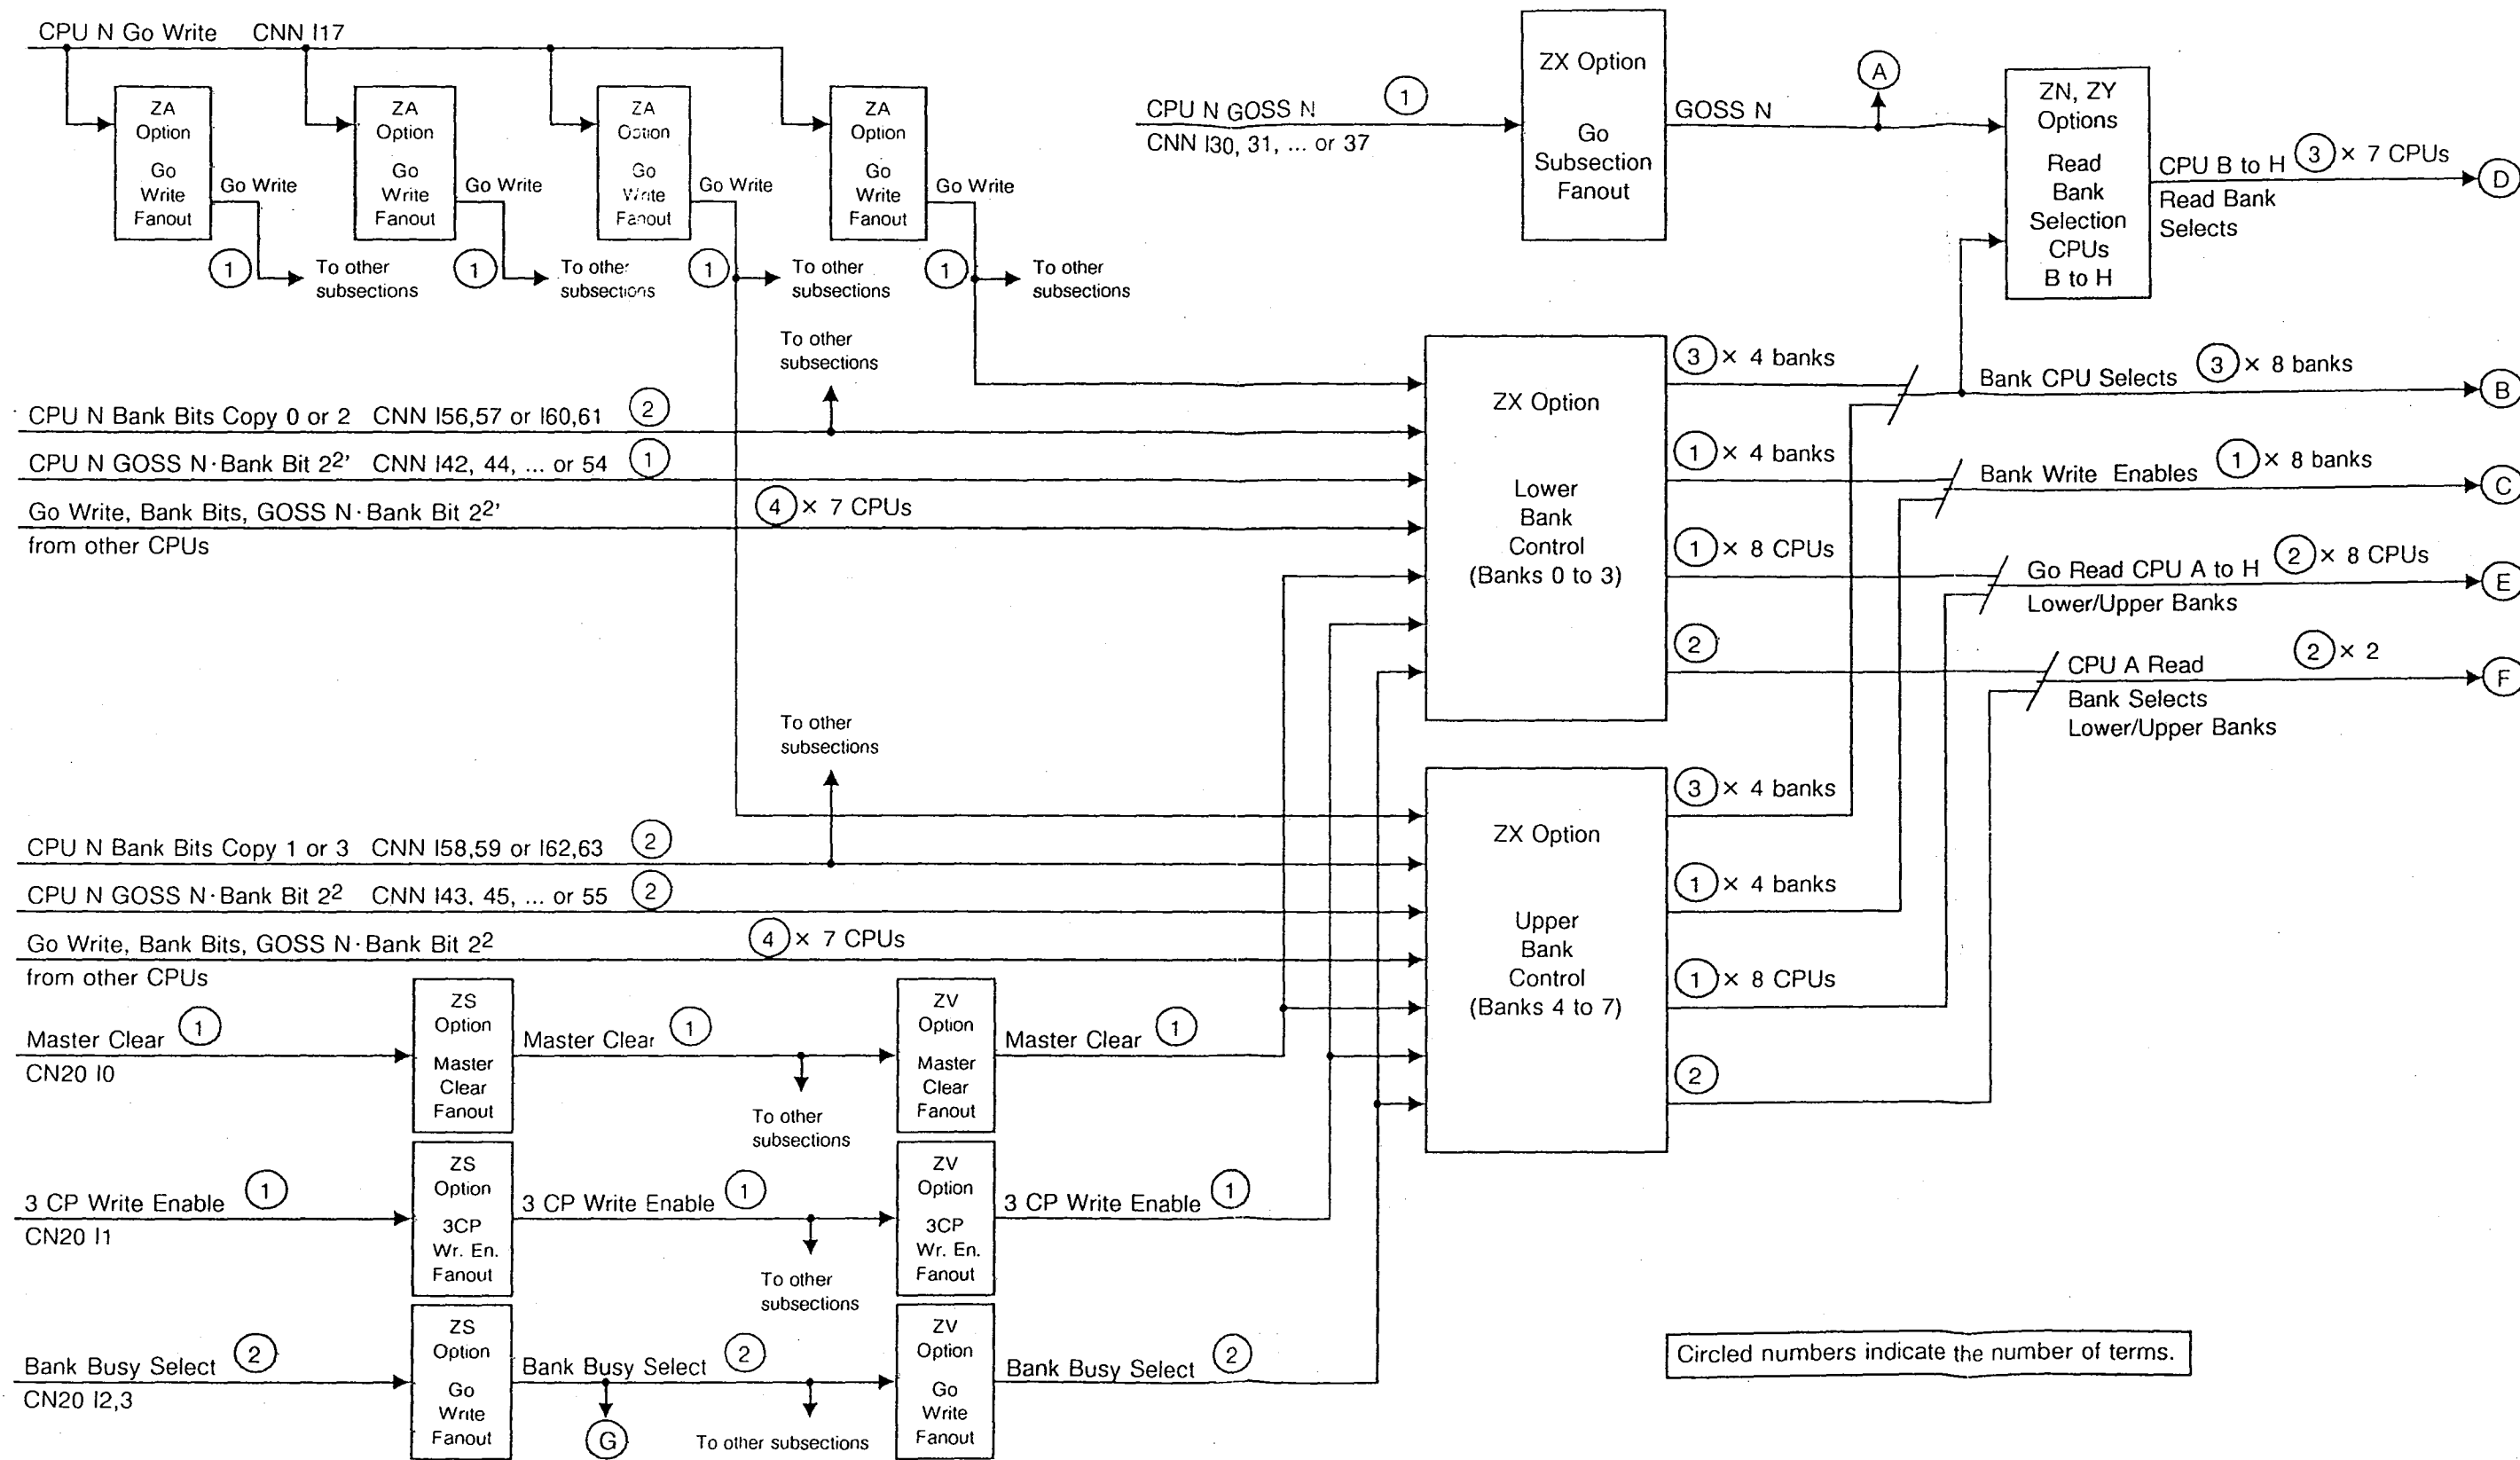 CPU N Go Write CNN I17
ZA
Option
Go
Write
Fanout
Go Write
1
To other
subsections
ZA
Option
Go
Write
Fanout
Go Write
1
To other
subsections
ZA
Option
Go
Write
Fanout
Go Write
1
To other
subsections
ZA
Option
Go
Write
Fanout
Go Write
1
To other
subsections
CPU N GOSS N 1
CNN I30, 31, ... or 37
ZX Option
Go
Subsection
Fanout
GOSS N
A
ZN, ZY
Options
Read
Bank
Selection
CPUs
B to H
CPU B to H 3 × 7 CPUs
Read Bank
Selects
D
To other
subsections
CPU N Bank Bits Copy 0 or 2 CNN I56,57 or I60,61 2
CPU N GOSS N·Bank Bit 2²' CNN I42, 44, ... or 54 1
Go Write, Bank Bits, GOSS N·Bank Bit 2²' 4 × 7 CPUs
from other CPUs
ZX Option
Lower
Bank
Control
(Banks 0 to 3)
3 × 4 banks
1 × 4 banks
1 × 8 CPUs
2
Bank CPU Selects 3 × 8 banks
B
Bank Write Enables 1 × 8 banks
C
Go Read CPU A to H 2 × 8 CPUs
Lower/Upper Banks
E
CPU A Read 2 × 2
Bank Selects
Lower/Upper Banks
F
To other
subsections
CPU N Bank Bits Copy 1 or 3 CNN I58,59 or I62,63 2
CPU N GOSS N·Bank Bit 2² CNN I43, 45, ... or 55 2
Go Write, Bank Bits, GOSS N·Bank Bit 2² 4 × 7 CPUs
from other CPUs
ZX Option
Upper
Bank
Control
(Banks 4 to 7)
3 × 4 banks
1 × 4 banks
1 × 8 CPUs
2
Master Clear 1
CN20 I0
ZS
Option
Master
Clear
Fanout
Master Clear 1
To other
subsections
ZV
Option
Master
Clear
Fanout
Master Clear 1
3 CP Write Enable 1
CN20 I1
ZS
Option
3CP
Wr. En.
Fanout
3 CP Write Enable 1
To other
subsections
ZV
Option
3CP
Wr. En.
Fanout
3 CP Write Enable 1
Bank Busy Select 2
CN20 I2,3
ZS
Option
Go
Write
Fanout
Bank Busy Select 2
G
To other subsections
ZV
Option
Go
Write
Fanout
Bank Busy Select 2
Circled numbers indicate the number of terms.